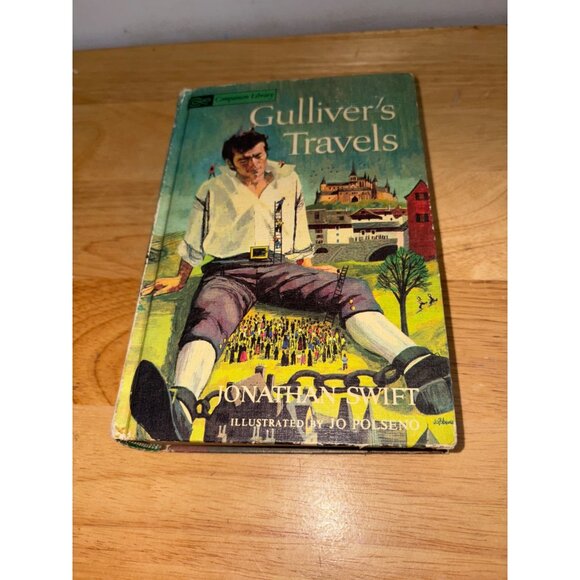 Companion Library
Gulliver's
Travels
JONATHAN SWIFT
ILLUSTRATED BY JO POLSENO